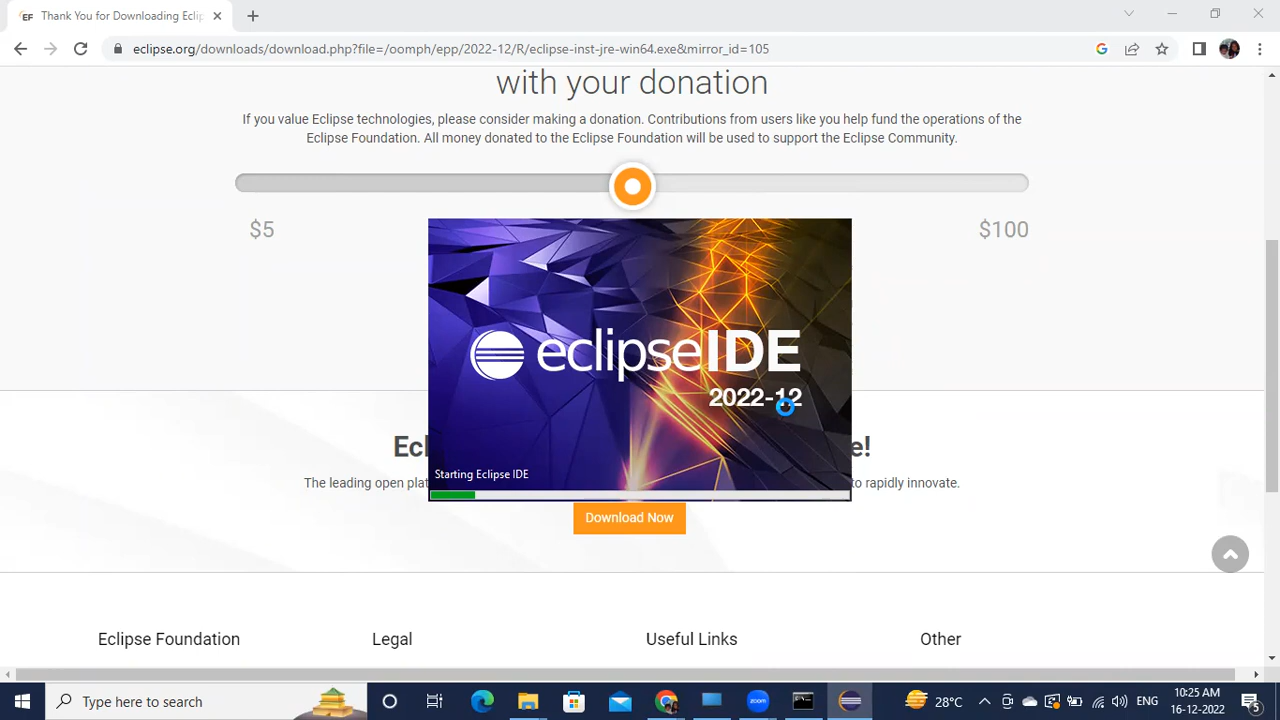 EF Thank You for Downloading Eclip
eclipse.org/downloads/download.php?file=/oomph/epp/2022-12/R/eclipse-inst-jre-win64.exe&mirror_id=105
with your donation
If you value Eclipse technologies, please consider making a donation. Contributions from users like you help fund the operations of the
Eclipse Foundation. All money donated to the Eclipse Foundation will be used to support the Eclipse Community.
$5
$100
eclipseIDE
2022-12
Ecl
e!
Starting Eclipse IDE
The leading open plat
to rapidly innovate.
Download Now
Eclipse Foundation
Legal
Useful Links
Other
Type here to search
zoom
28°C
ENG
10:25 AM
16-12-2022
5